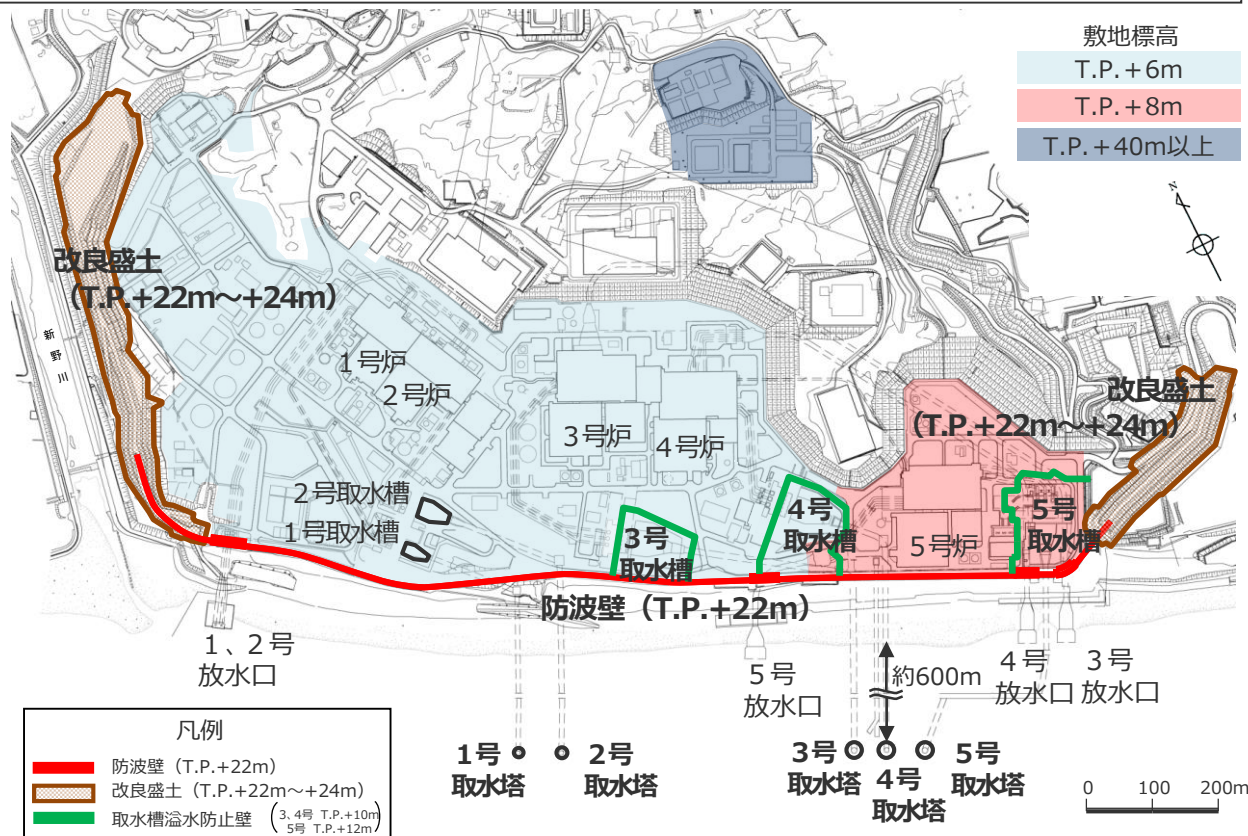 敷地標高
T.P.+6m
T.P.+8m
T.P.+40m以上
N
改良盛土
(T.P.+22m～+24m)
新野川
1号炉
2号炉
3号炉
4号炉
改良盛土
(T.P.+22m～+24m)
2号取水槽
1号取水槽
3号
取水槽
4号
取水槽
5号炉
5号
取水槽
防波壁（T.P.+22m）
1、2号
放水口
5号
放水口
約600m
4号
放水口
3号
放水口
1号
取水塔
2号
取水塔
3号
取水塔
4号
取水塔
5号
取水塔
0 100 200m
凡例
防波壁（T.P.+22m）
改良盛土（T.P.+22m～+24m）
取水槽溢水防止壁（3、4号 T.P.+10m
5号 T.P.+12m）